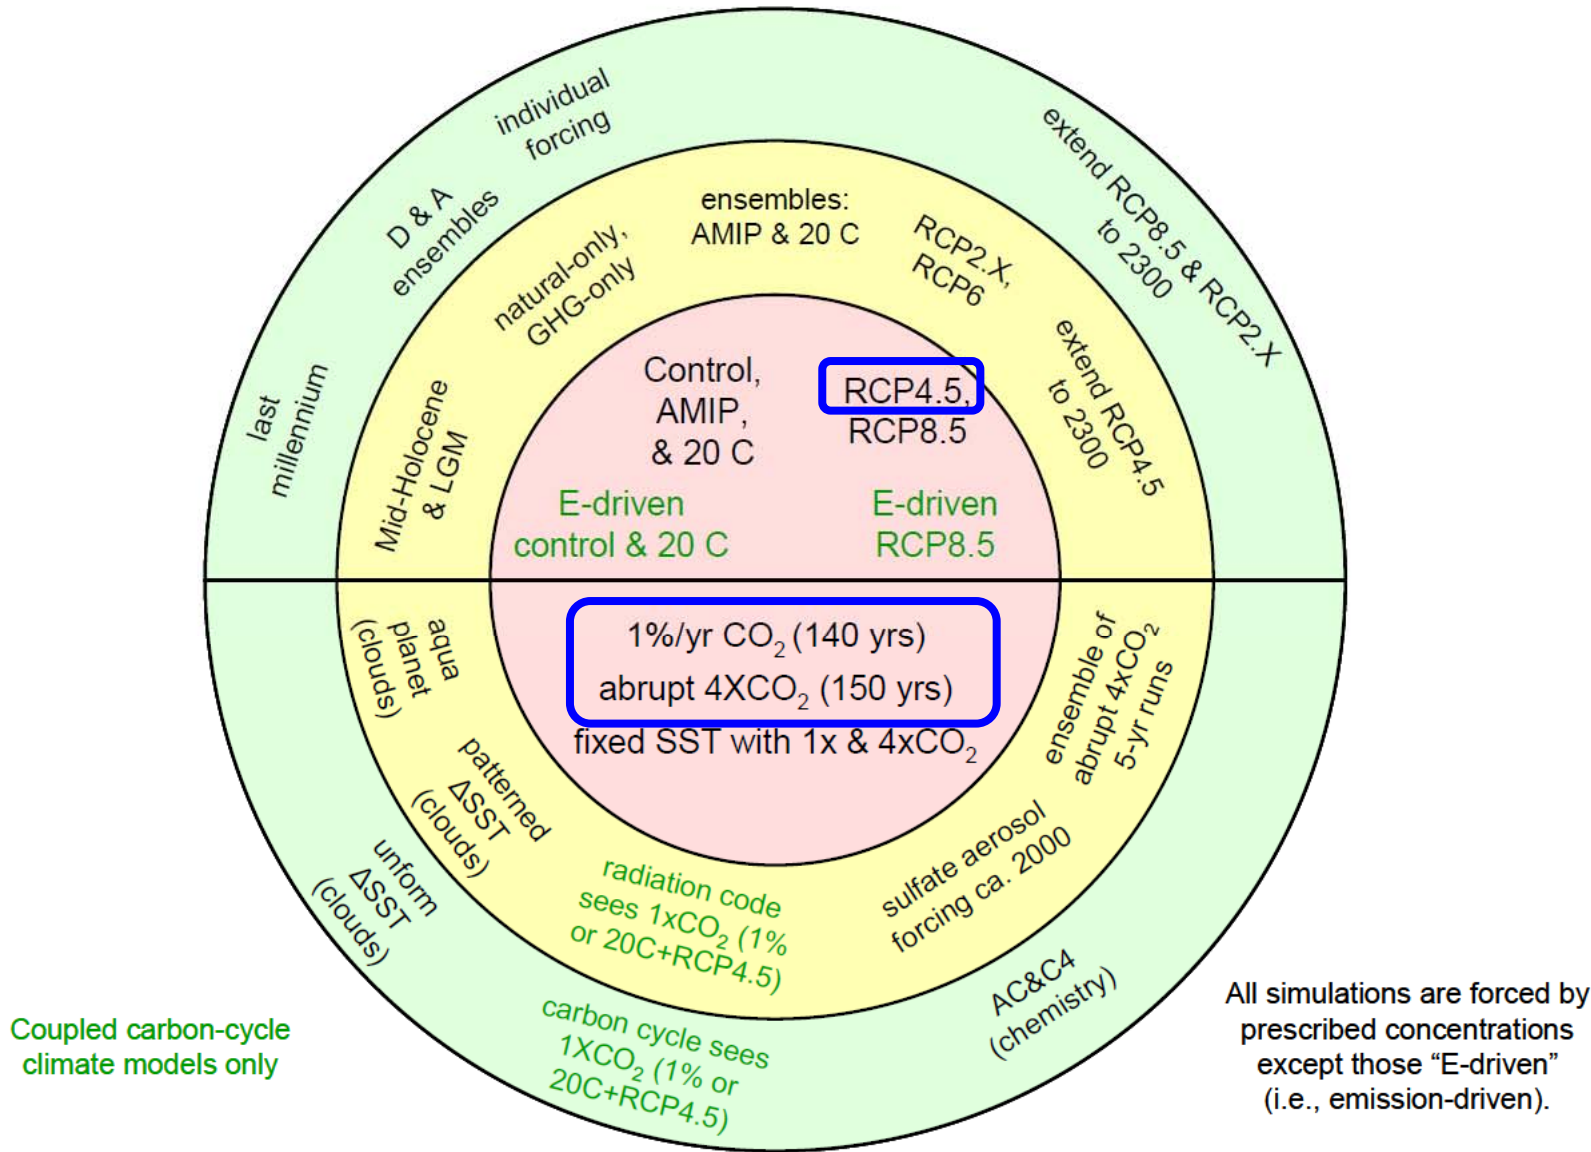 individual
forcing
D & A
ensembles
last
millennium
extend RCP8.5 & RCP2.X
to 2300
ensembles:
AMIP & 20 C
natural-only,
GHG-only
Mid-Holocene
& LGM
RCP2.X,
RCP6
extend RCP4.5
to 2300
Control,
AMIP,
& 20 C
RCP4.5,
RCP8.5
E-driven
control & 20 C
E-driven
RCP8.5
1%/yr CO₂ (140 yrs)
abrupt 4XCO₂ (150 yrs)
fixed SST with 1x & 4xCO₂
aqua
planet
(clouds)
patterned
ΔSST
(clouds)
radiation code
sees 1xCO₂ (1%
or 20C+RCP4.5)
sulfate aerosol
forcing ca. 2000
ensemble of
abrupt 4xCO₂
5-yr runs
unform
ΔSST
(clouds)
carbon cycle sees
1XCO₂ (1% or
20C+RCP4.5)
AC&C4
(chemistry)
Coupled carbon-cycle
climate models only
All simulations are forced by
prescribed concentrations
except those “E-driven”
(i.e., emission-driven).